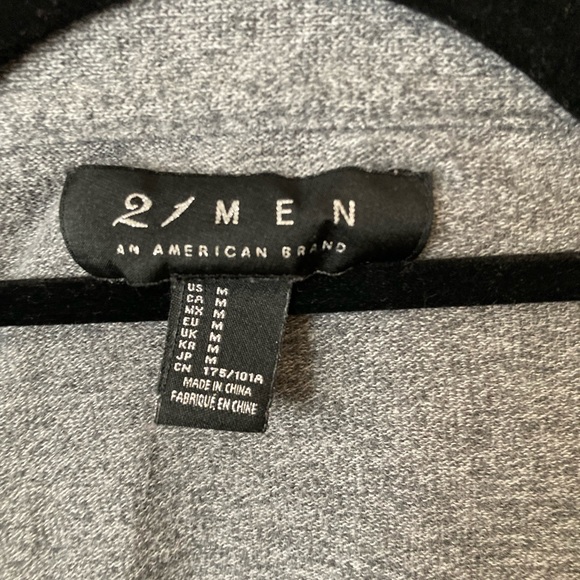 21 MEN
AN AMERICAN BRAND
US M
CA M
MX M
EU M
UK M
KR M
JP M
CN 175/101A
MADE IN CHINA
FABRIQUÉ EN CHINE